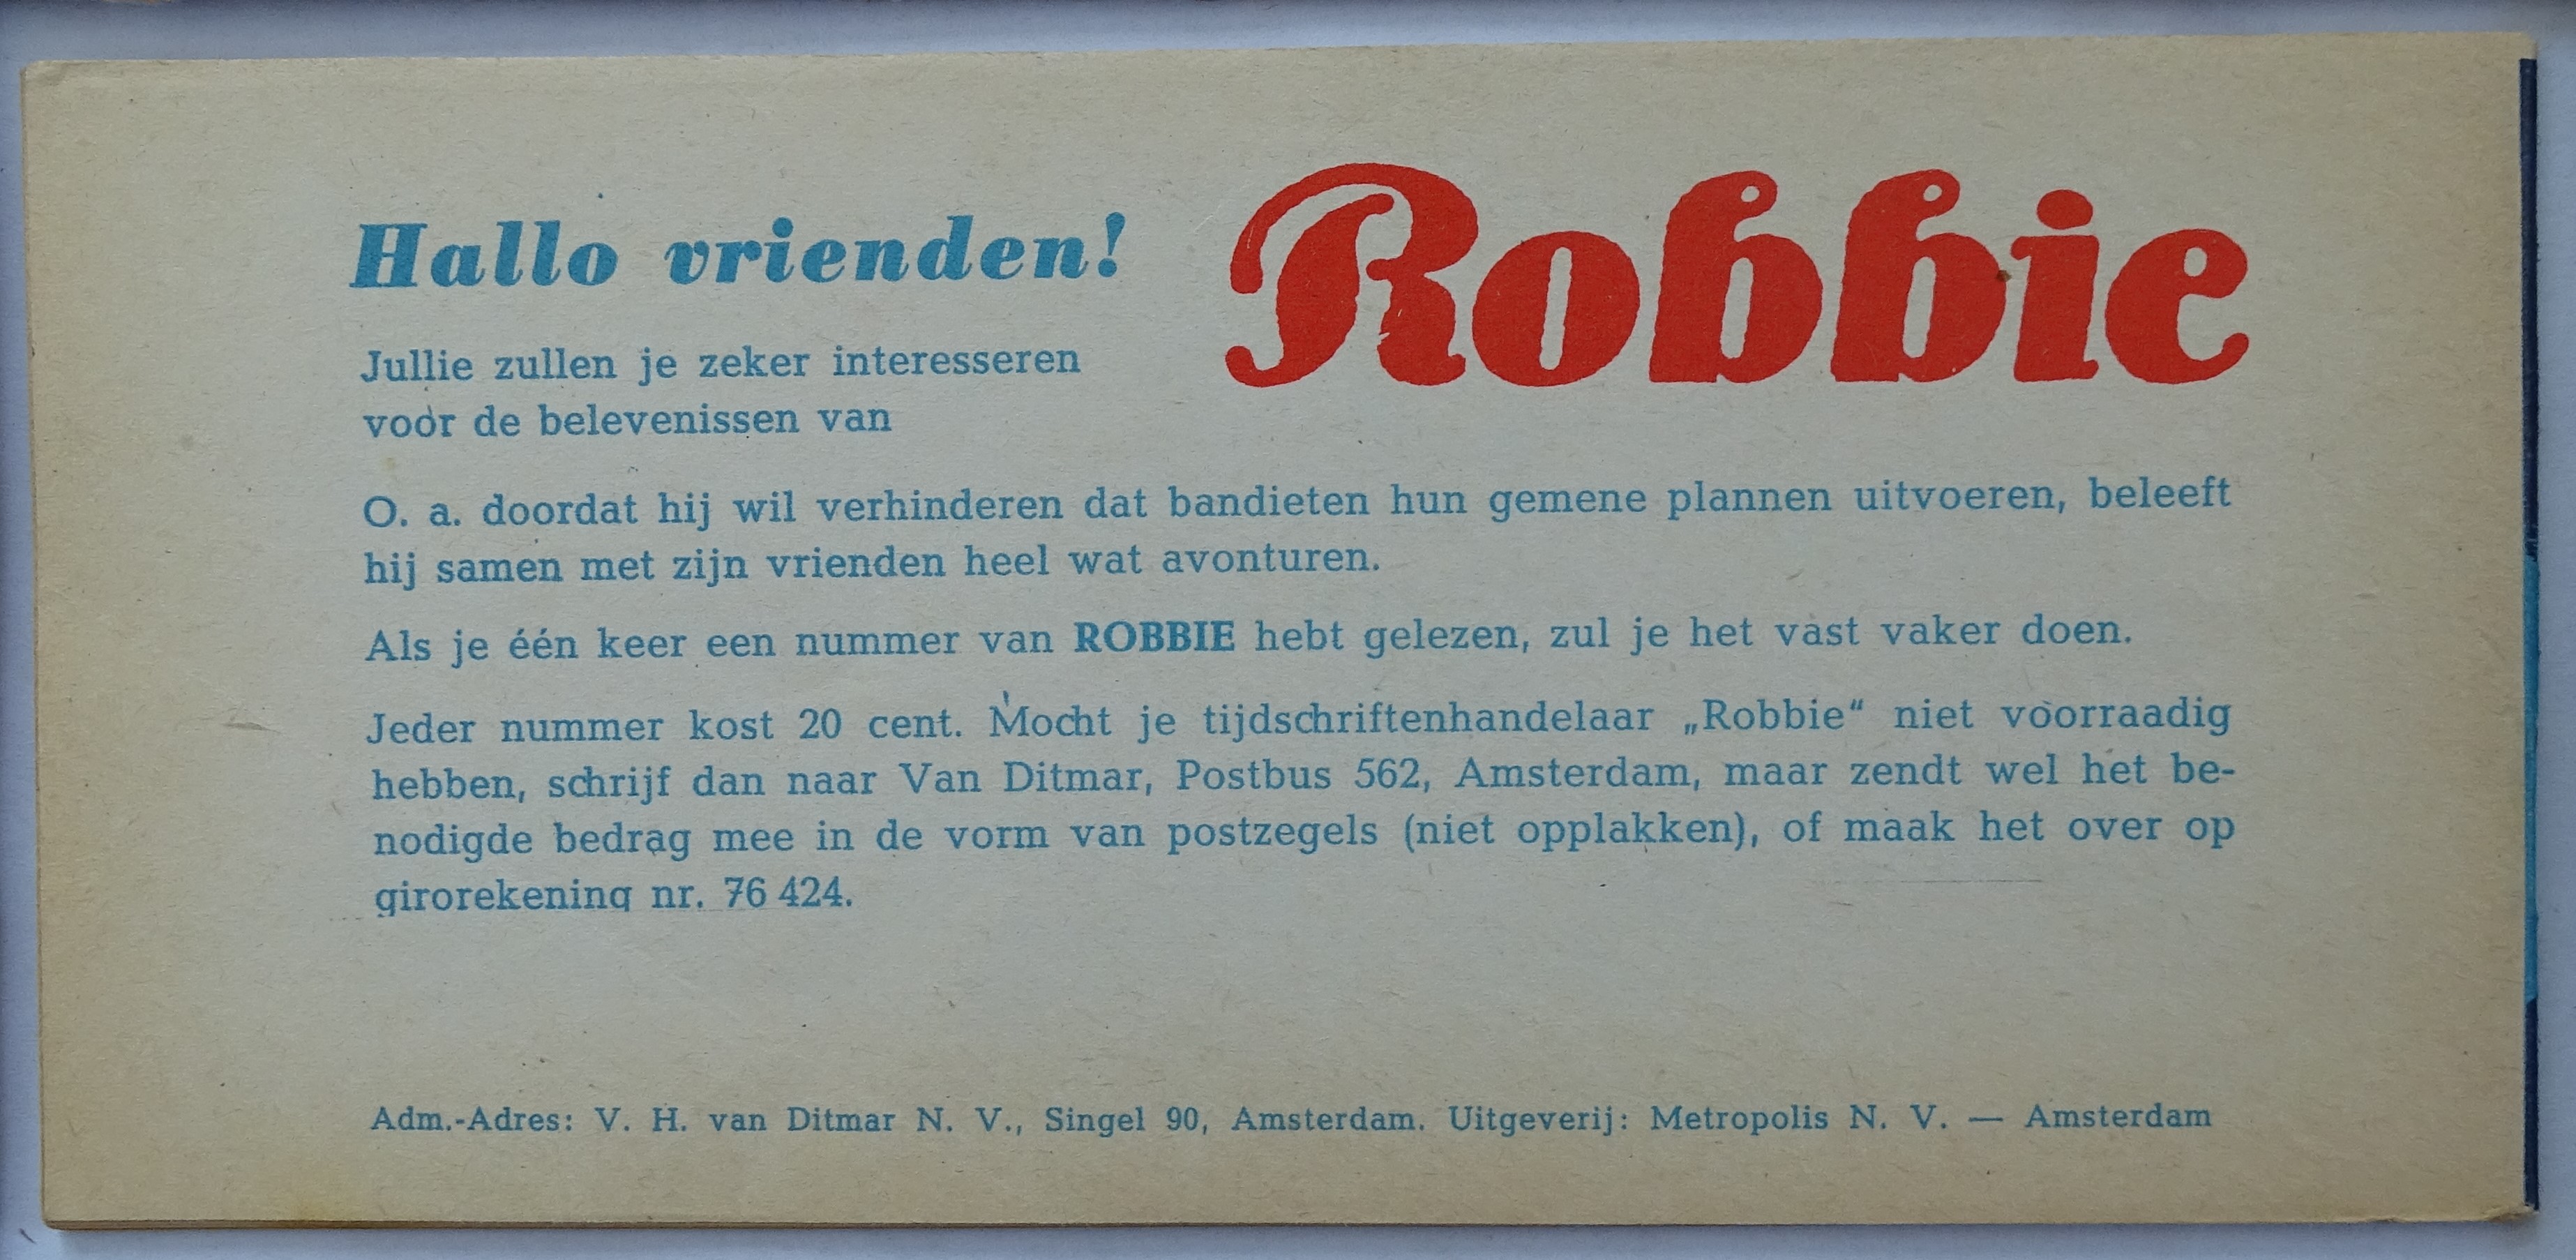 Hallo vrienden!
Jullie zullen je zeker interesseren
voor de belevenissen van
Robbie
O. a. doordat hij wil verhinderen dat bandieten hun gemene plannen uitvoeren, beleeft
hij samen met zijn vrienden heel wat avonturen.
Als je één keer een nummer van ROBBIE hebt gelezen, zul je het vast vaker doen.
Jeder nummer kost 20 cent. Mocht je tijdschriftenhandelaar „Robbie“ niet voorraadig
hebben, schrijf dan naar Van Ditmar, Postbus 562, Amsterdam, maar zendt wel het be-
nodigde bedrag mee in de vorm van postzegels (niet opplakken), of maak het over op
girorekening nr. 76 424.
Adm.-Adres: V. H. van Ditmar N. V., Singel 90, Amsterdam. Uitgeverij: Metropolis N. V. — Amsterdam